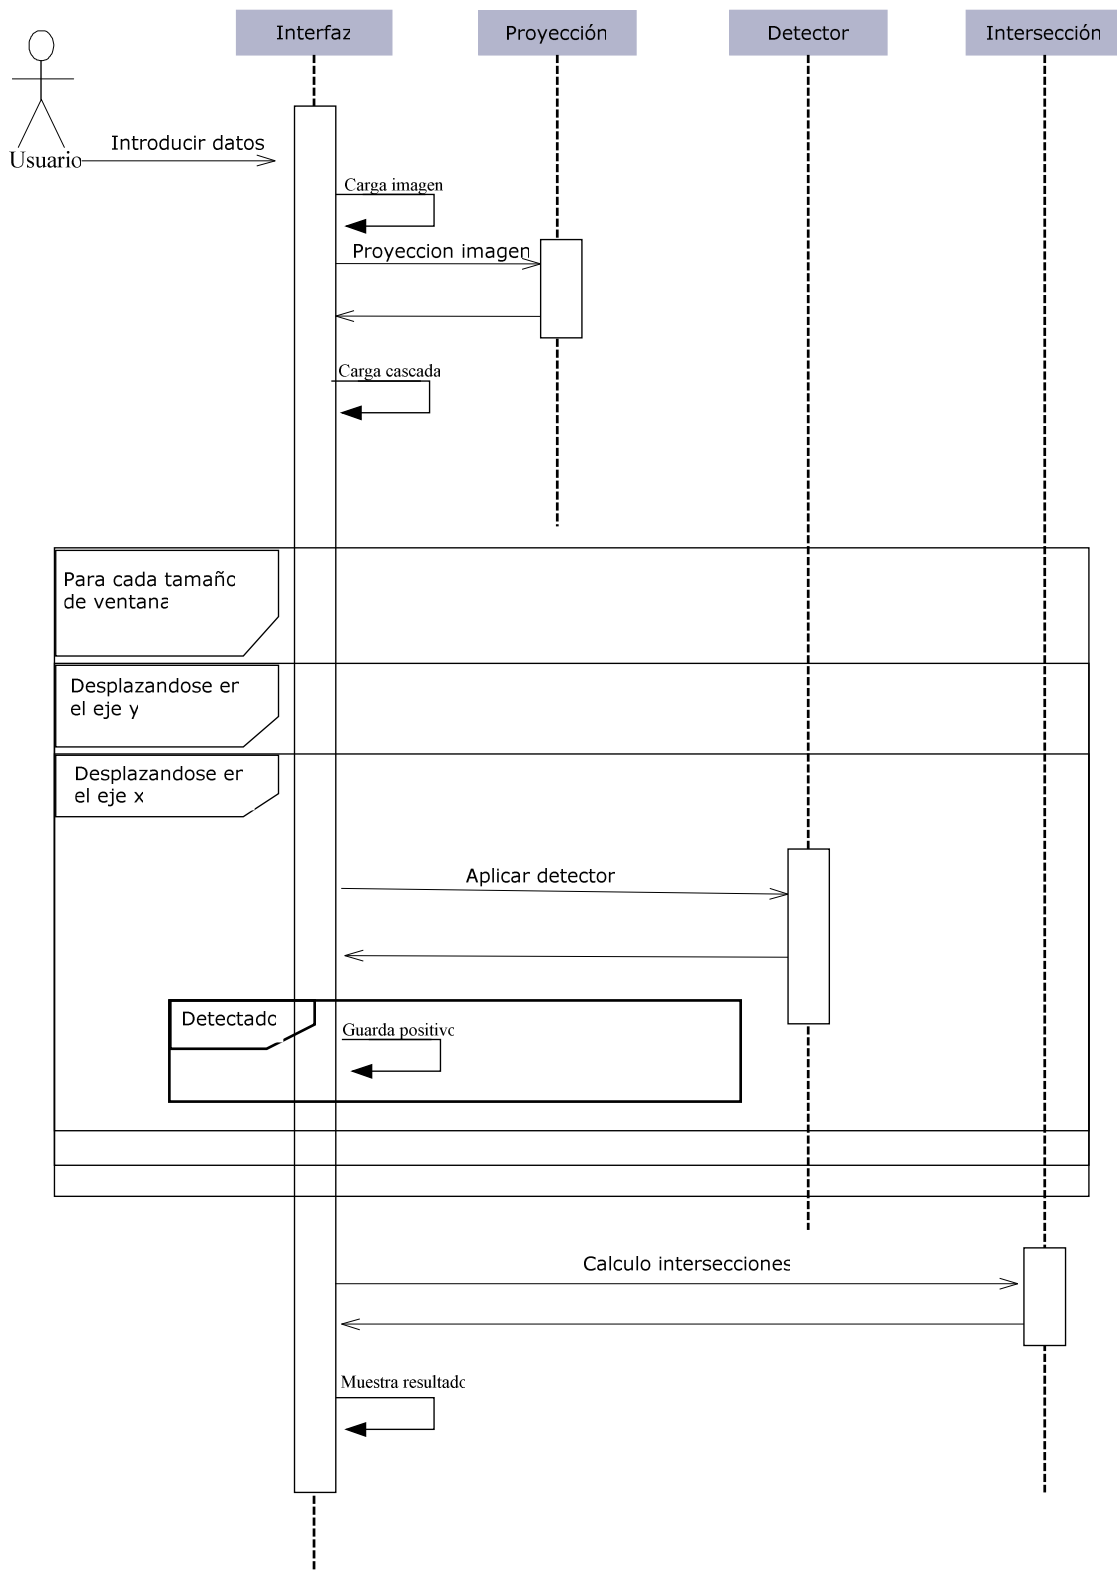 Interfaz
Proyección
Detector
Intersección
Introducir datos
Usuario
Carga imagen
Proyeccion imagen
Carga cascada
Para cada tamaño
de ventana
Desplazandose en
el eje y
Desplazandose en
el eje x
Aplicar detector
Detectado
Guarda positivo
Calculo intersecciones
Muestra resultado